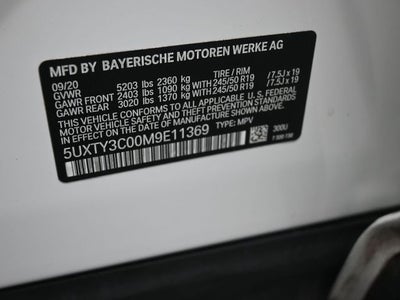 MFD BY BAYERISCHE MOTOREN WERKE AG
09/20 TIRE / RIM
GVWR 5203 lbs 2360 kg
GAWR FRONT 2403 lbs 1090 kg WITH 245/50 R19 /7.5J x 19
GAWR REAR 3020 lbs 1370 kg WITH 245/50 R19 /7.5J x 19
THIS VEHICLE CONFORMS TO ALL APPLICABLE U.S. FEDERAL
MOTOR VEHICLE SAFETY, BUMPER, AND THEFT PREVENTION
STANDARDS IN EFFECT ON THE DATE OF MANUFACTURE
SHOWN ABOVE.
5UXTY3C00M9E11369 TYPE: MPV 300U